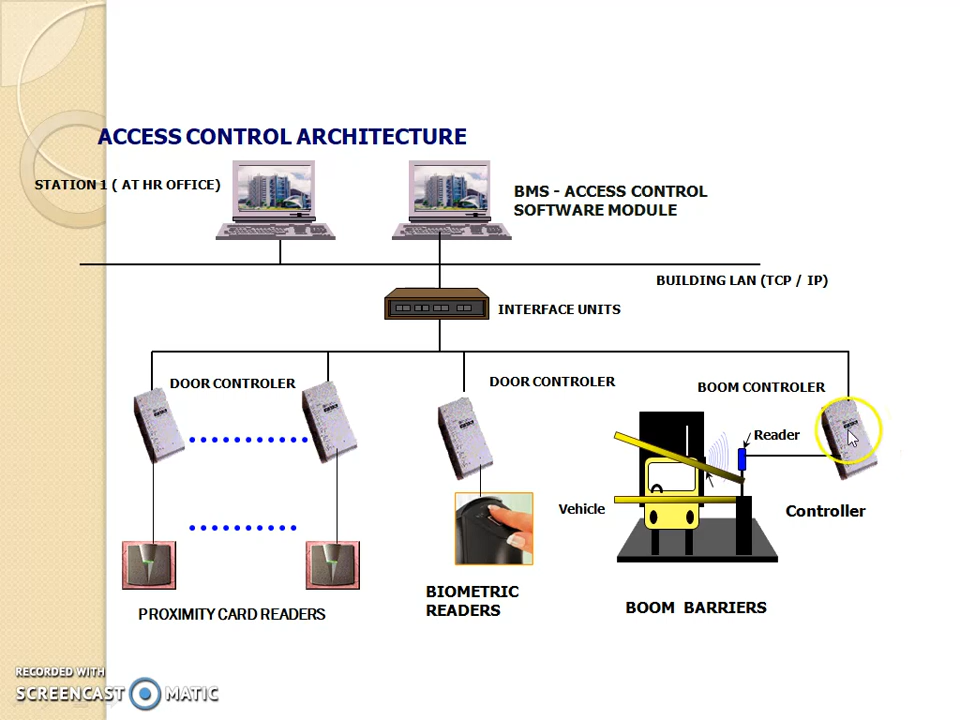 ACCESS CONTROL ARCHITECTURE
STATION 1 ( AT HR OFFICE)
BMS - ACCESS CONTROL
SOFTWARE MODULE
BUILDING LAN (TCP / IP)
INTERFACE UNITS
DOOR CONTROLER
DOOR CONTROLER
BOOM CONTROLER
Reader
Vehicle
Controller
BIOMETRIC
READERS
BOOM BARRIERS
PROXIMITY CARD READERS
RECORDED WITH
SCREENCAST MATIC